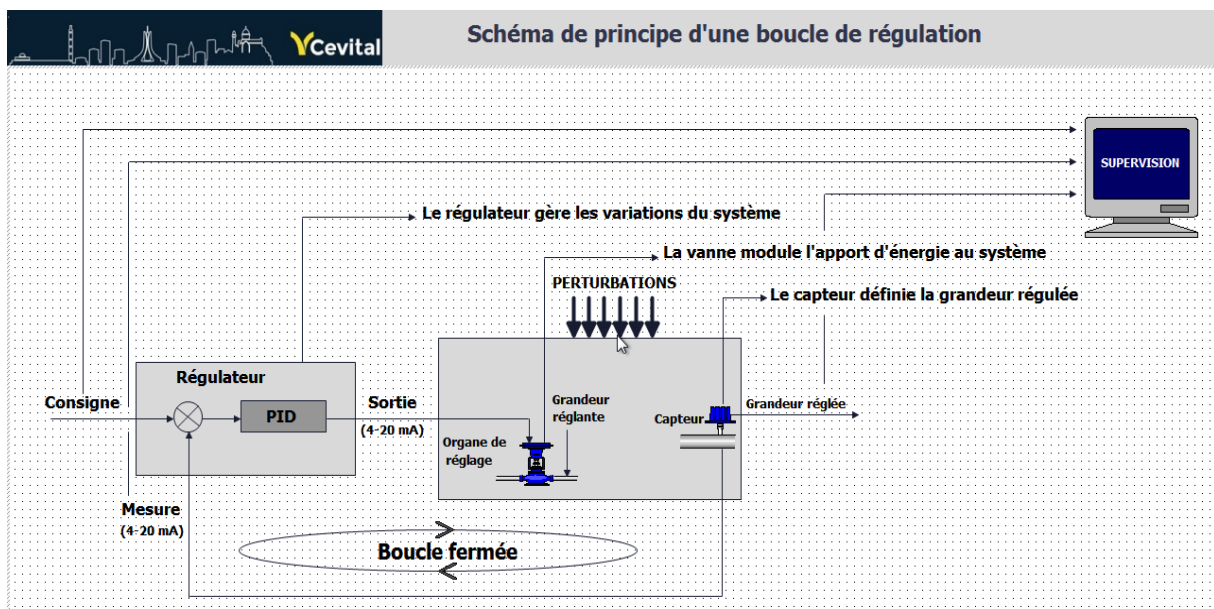 Cevital
Schéma de principe d'une boucle de régulation
SUPERVISION
Le régulateur gère les variations du système
La vanne module l'apport d'énergie au système
PERTURBATIONS
Le capteur définie la grandeur régulée
Régulateur
Consigne
PID
Sortie
(4-20 mA)
Grandeur
réglante
Organe de
réglage
Capteur
Grandeur réglée
Mesure
(4-20 mA)
Boucle fermée